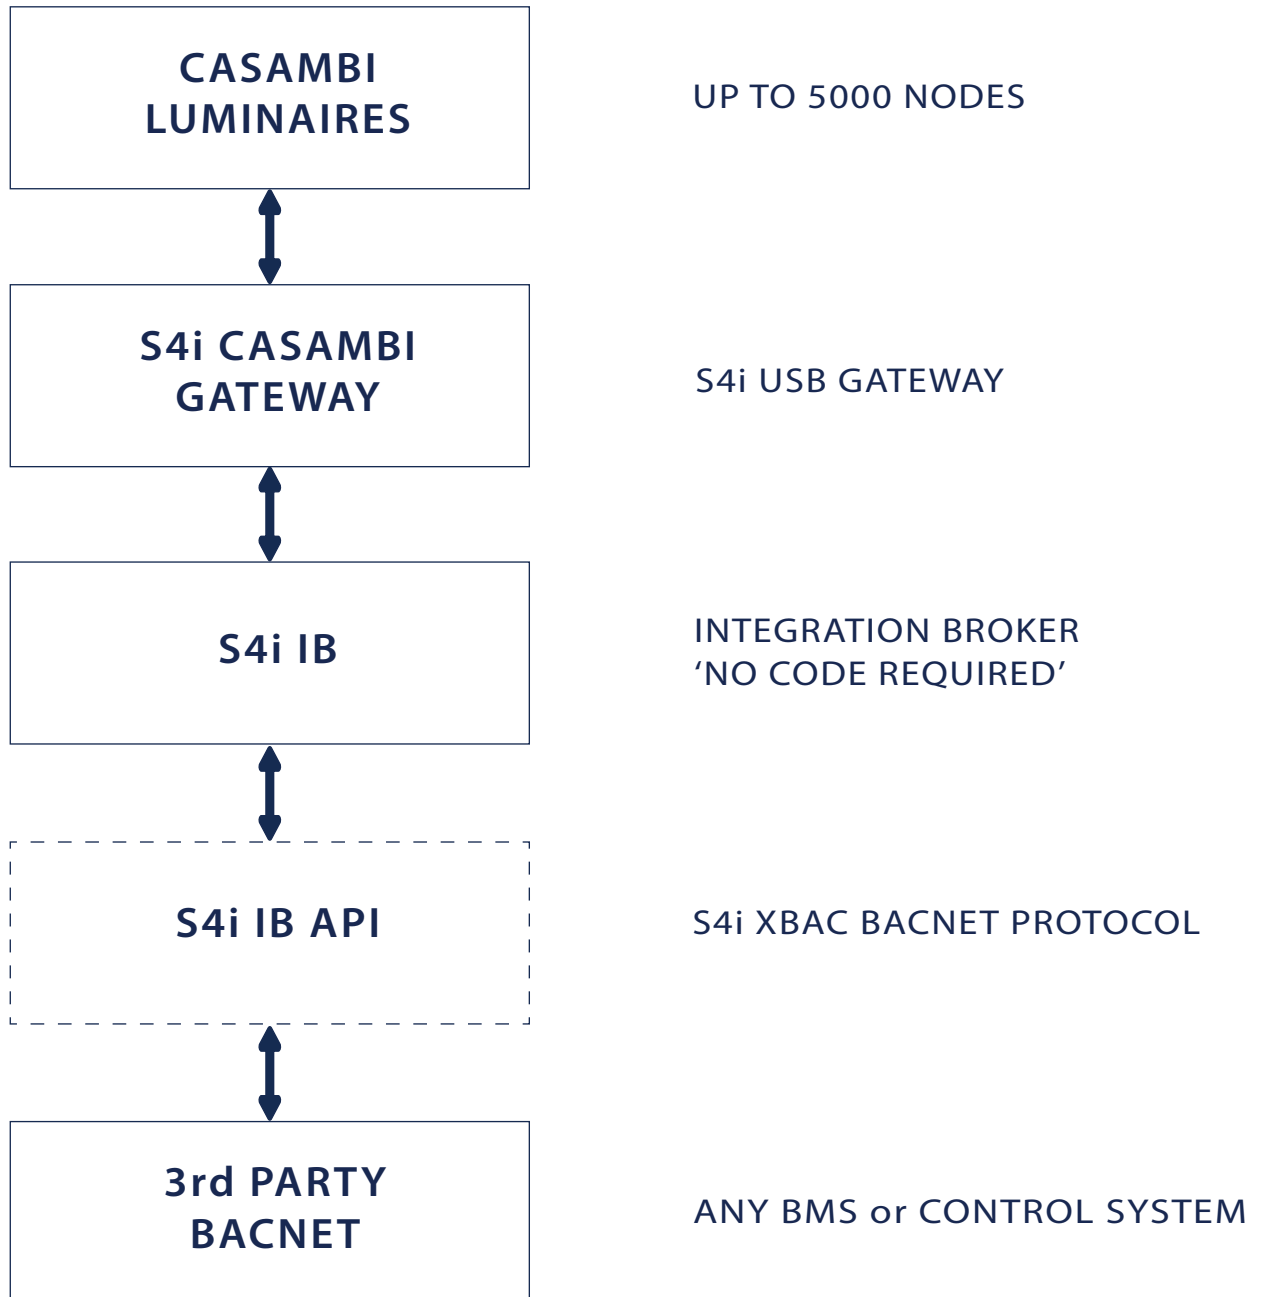 CASAMBI
LUMINAIRES
UP TO 5000 NODES
S4i CASAMBI
GATEWAY
S4i USB GATEWAY
S4i IB
INTEGRATION BROKER
‘NO CODE REQUIRED’
S4i IB API
S4i XBAC BACNET PROTOCOL
3rd PARTY
BACNET
ANY BMS or CONTROL SYSTEM